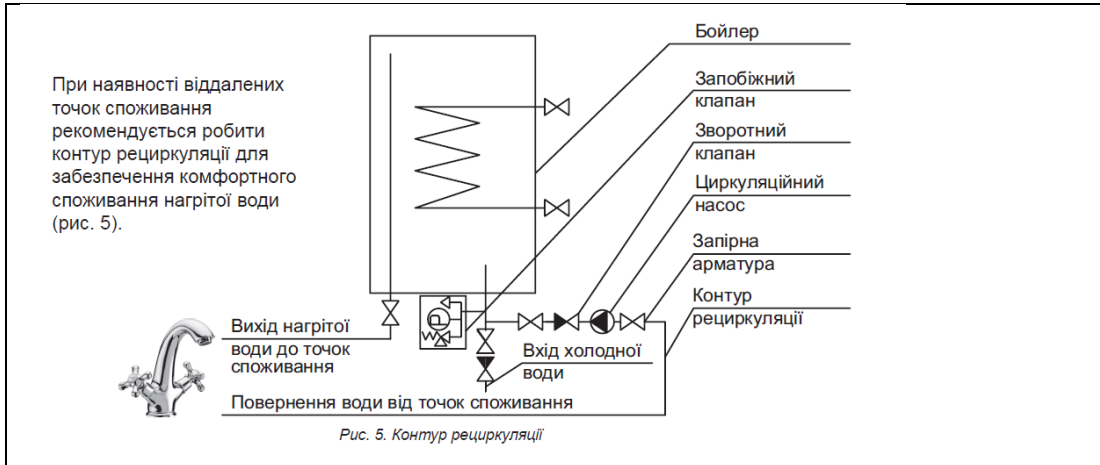 При наявності віддалених
точок споживання
рекомендується робити
контур рециркуляції для
забезпечення комфортного
споживання нагрітої води
(рис. 5).
Бойлер
Запобіжний
клапан
Зворотний
клапан
Циркуляційний
насос
Запірна
арматура
Контур
рециркуляції
P
Вихід нагрітої
води до точок
споживання
Вхід холодної
води
Повернення води від точок споживання
Рис. 5. Контур рециркуляції